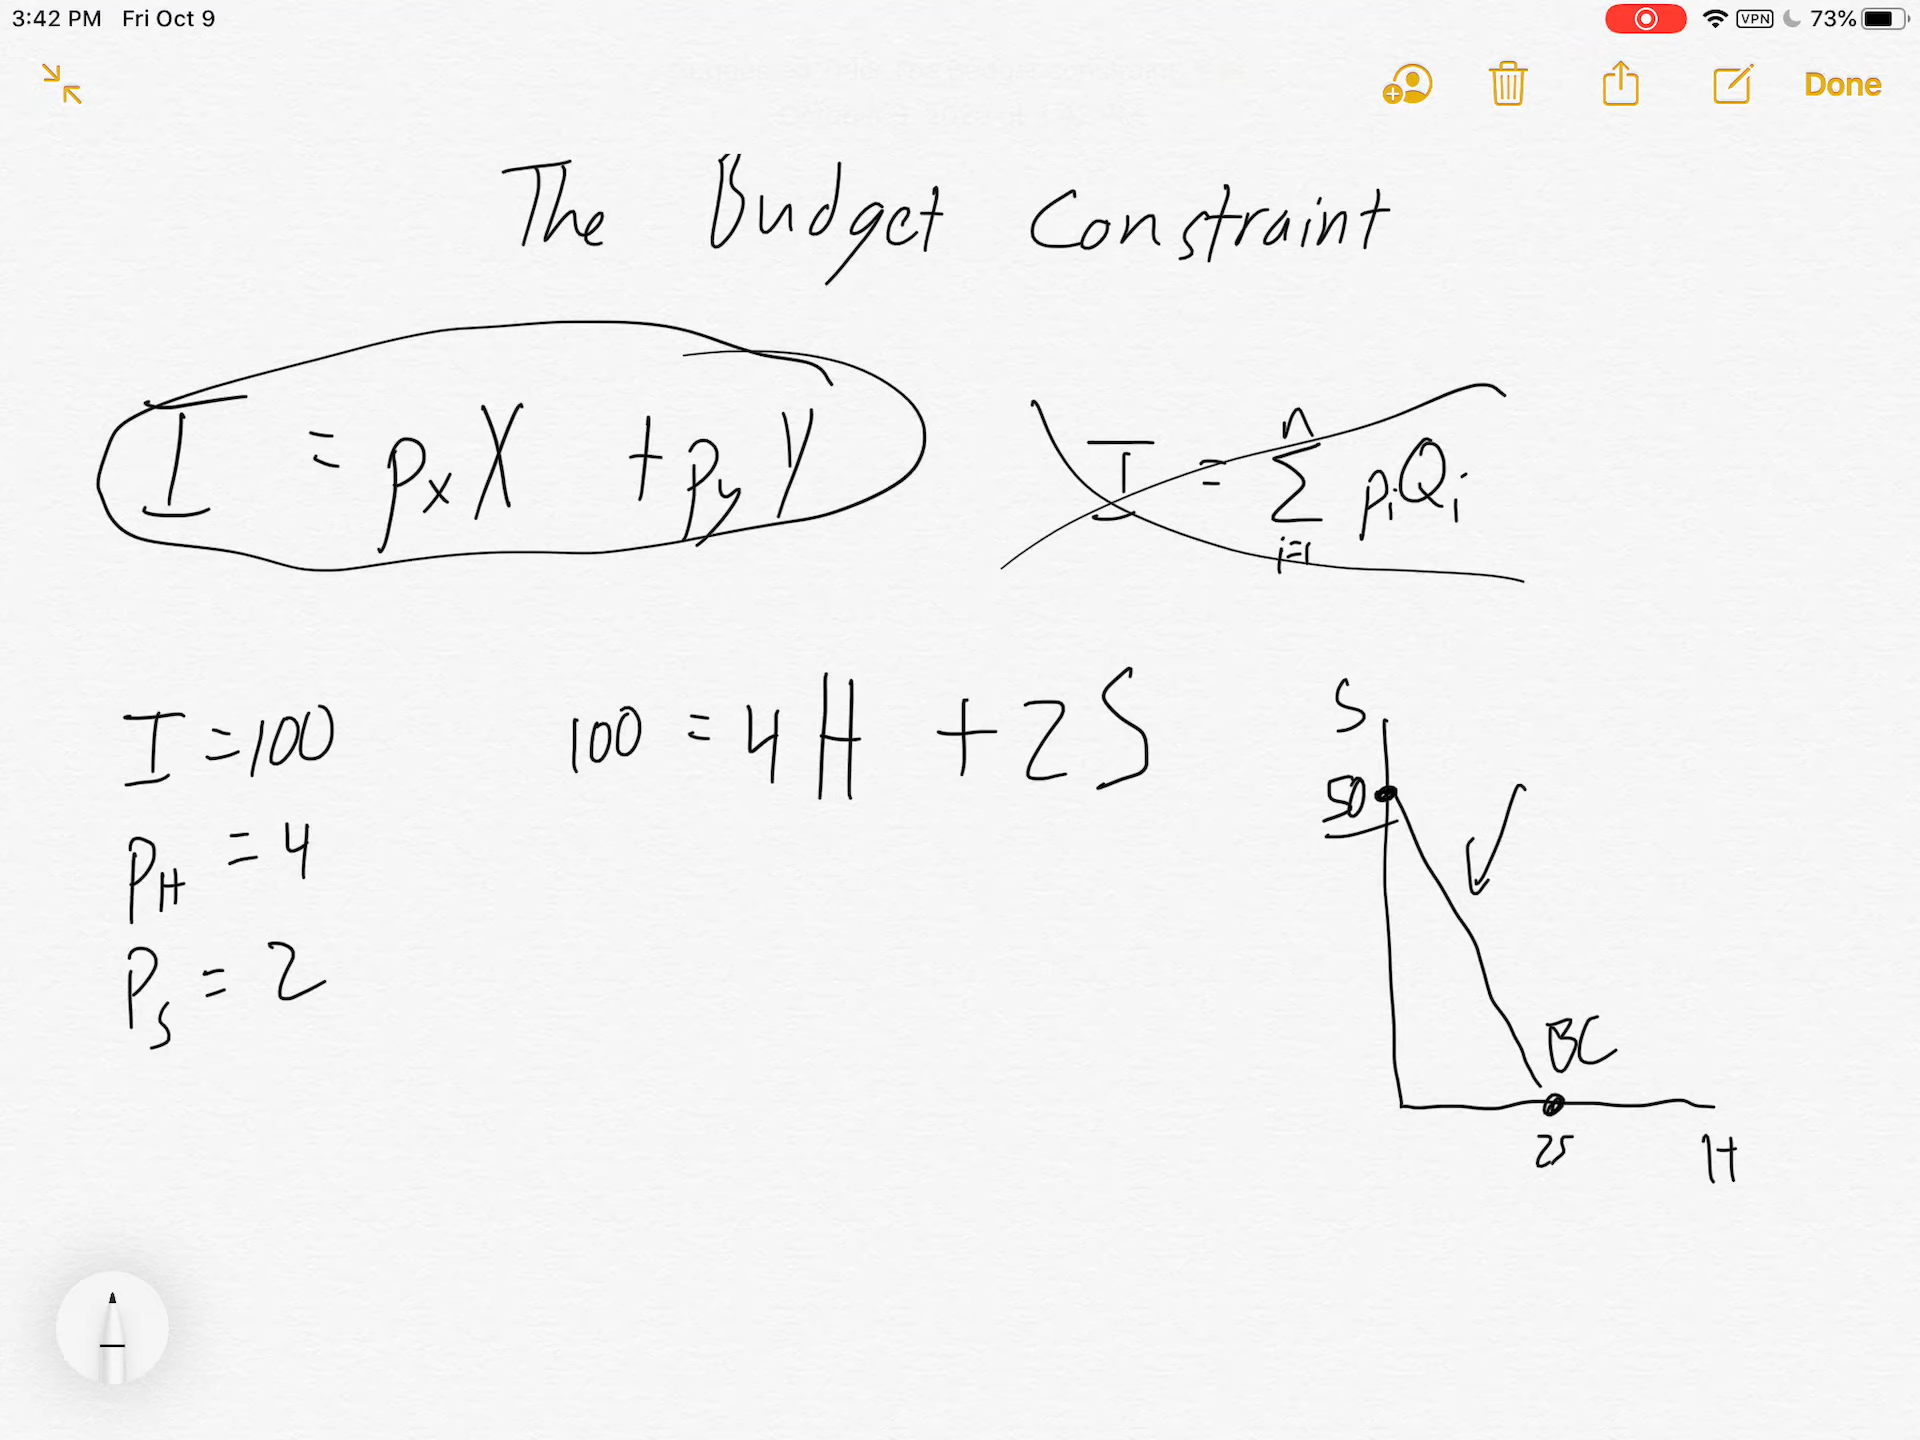 3:42 PM Fri Oct 9
VPN 73%
Done
The Budget Constraint
I = pxX + pyY
I = n∑i=1 piQi
I = 100
100 = 4H + 2S
PH = 4
PS = 2
S
50
BC
25
H